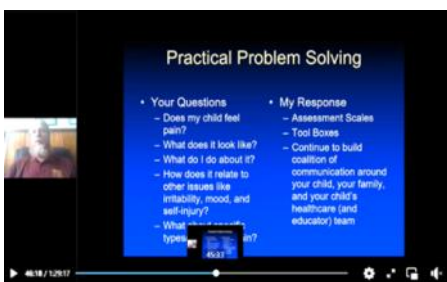 Practical Problem Solving
• Your Questions
– Does my child feel
pain?
– What does it look like?
– What do I do about it?
– How does it relate to
other issues like
irritability, mood, and
self-injury?
– What about specific
types in?
• My Response
– Assessment Scales
– Tool Boxes
– Continue to build
coalition of
communication around
your child, your family,
and your child's
healthcare (and
educator) team
45:33
46:18 / 1:29:17